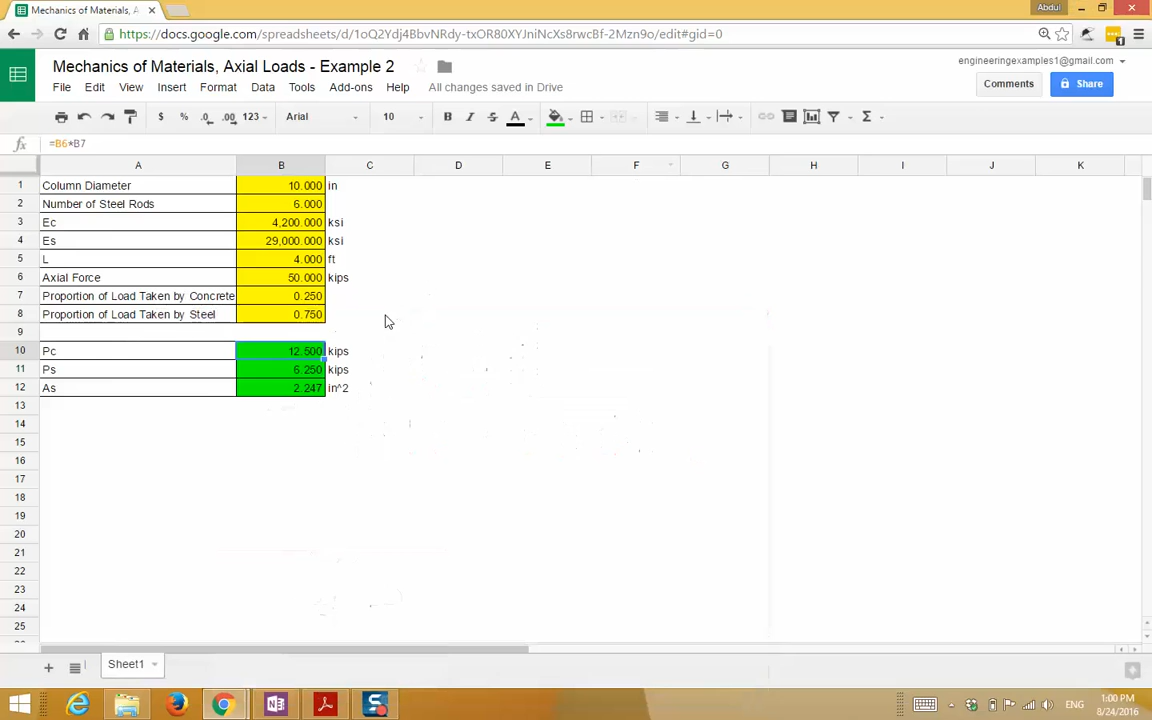 Mechanics of Materials, A
Abdul
https://docs.google.com/spreadsheets/d/1oQ2Ydj4BbvNRdy-txOR80XYJniNcXs8rwcBf-2Mzn9o/edit#gid=0
Mechanics of Materials, Axial Loads - Example 2
engineeringexamples1@gmail.com
File Edit View Insert Format Data Tools Add-ons Help All changes saved in Drive
Comments Share
$ % .0 .00 123 Arial 10 B I S A Σ
fx =B6*B7
A B C D E F G H I J K
1 Column Diameter 10.000 in
2 Number of Steel Rods 6.000
3 Ec 4,200.000 ksi
4 Es 29,000.000 ksi
5 L 4.000 ft
6 Axial Force 50.000 kips
7 Proportion of Load Taken by Concrete 0.250
8 Proportion of Load Taken by Steel 0.750
9
10 Pc 12.500 kips
11 Ps 6.250 kips
12 As 2.247 in^2
13
14
15
16
17
18
19
20
21
22
23
24
25
Sheet1
ENG
1:00 PM
8/24/2016